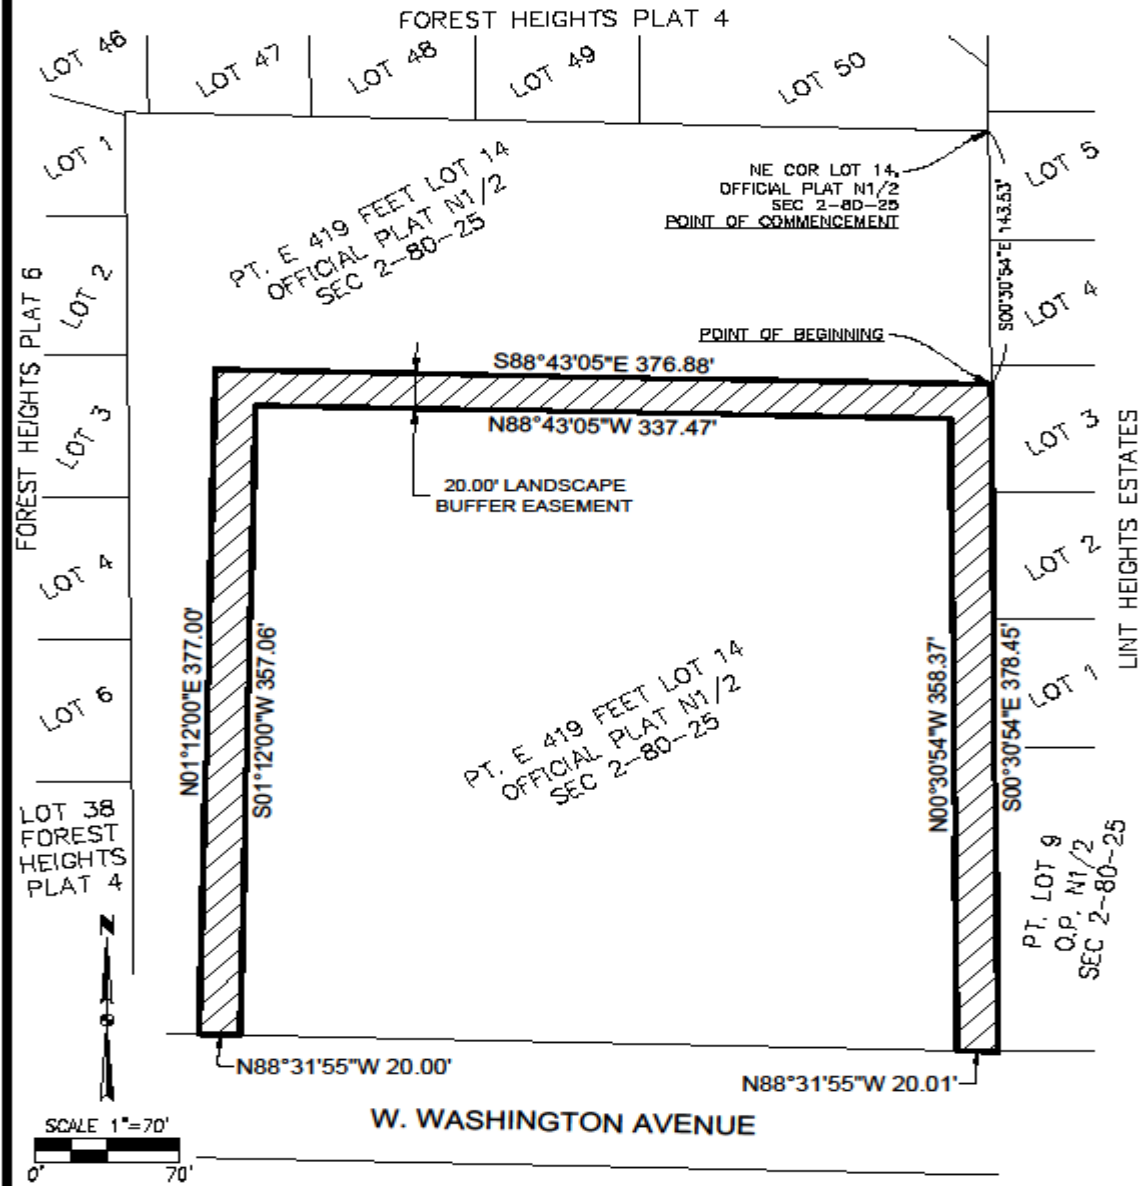 FOREST HEIGHTS PLAT 4
LOT 46
LOT 47
LOT 48
LOT 49
LOT 50
LOT 1
LOT 2
LOT 3
LOT 4
LOT 6
FOREST HEIGHTS PLAT 6
LOT 38
FOREST
HEIGHTS
PLAT 4
PT. E 419 FEET LOT 14
OFFICIAL PLAT N1/2
SEC 2-80-25
NE COR LOT 14,
OFFICIAL PLAT N1/2
SEC 2-80-25
POINT OF COMMENCEMENT
S00°30'54"E 143.53'
LOT 5
LOT 4
LOT 3
LOT 2
LOT 1
LINT HEIGHTS ESTATES
POINT OF BEGINNING
S88°43'05"E 376.88'
N88°43'05"W 337.47'
20.00' LANDSCAPE
BUFFER EASEMENT
N01°12'00"E 377.00'
S01°12'00"W 357.06'
PT. E 419 FEET LOT 14
OFFICIAL PLAT N1/2
SEC 2-80-25
N00°30'54"W 358.37'
S00°30'54"E 378.45'
PT. LOT 9
O.P. N1/2
SEC 2-80-25
N
N88°31'55"W 20.00'
N88°31'55"W 20.01'
W. WASHINGTON AVENUE
SCALE 1"=70'
0' 70'